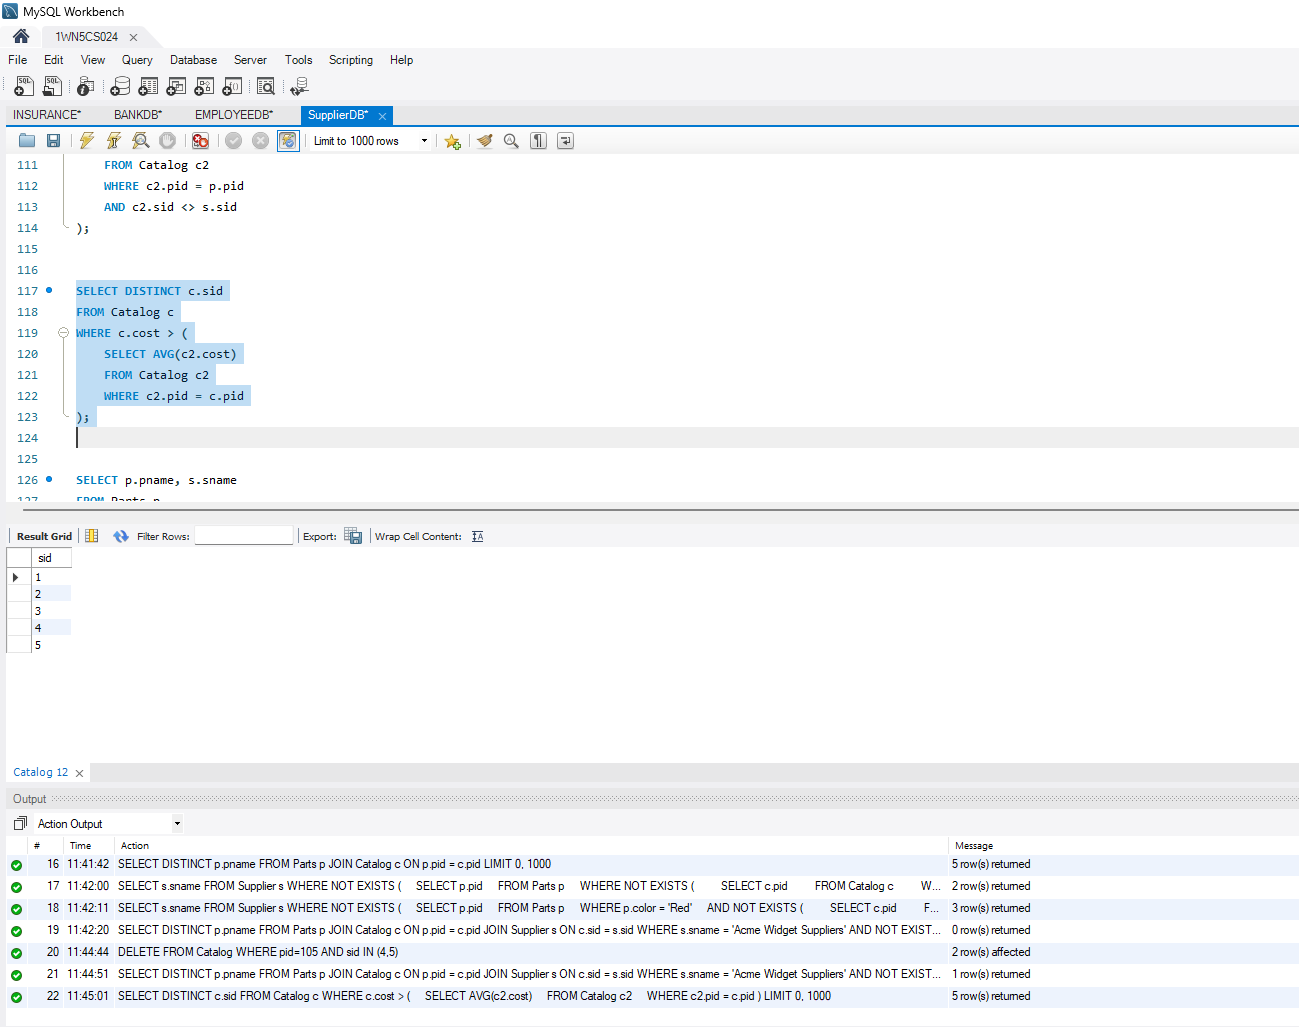 MySQL Workbench
1WN5CS024
File Edit View Query Database Server Tools Scripting Help
INSURANCE* BANKDB* EMPLOYEEDB* SupplierDB*
Limit to 1000 rows
111 FROM Catalog c2
112 WHERE c2.pid = p.pid
113 AND c2.sid <> s.sid
114 );
115
116
117 SELECT DISTINCT c.sid
118 FROM Catalog c
119 WHERE c.cost > (
120 SELECT AVG(c2.cost)
121 FROM Catalog c2
122 WHERE c2.pid = c.pid
123 );
124
125
126 SELECT p.pname, s.sname
127 FROM Parts p
Result Grid Filter Rows: Export: Wrap Cell Content:
sid
1
2
3
4
5
Catalog 12
Output
Action Output
# Time Action Message
16 11:41:42 SELECT DISTINCT p.pname FROM Parts p JOIN Catalog c ON p.pid = c.pid LIMIT 0, 1000 5 row(s) returned
17 11:42:00 SELECT s.sname FROM Supplier s WHERE NOT EXISTS ( SELECT p.pid FROM Parts p WHERE NOT EXISTS ( SELECT c.pid FROM Catalog c W... 2 row(s) returned
18 11:42:11 SELECT s.sname FROM Supplier s WHERE NOT EXISTS ( SELECT p.pid FROM Parts p WHERE p.color = 'Red' AND NOT EXISTS ( SELECT c.pid F... 3 row(s) returned
19 11:42:20 SELECT DISTINCT p.pname FROM Parts p JOIN Catalog c ON p.pid = c.pid JOIN Supplier s ON c.sid = s.sid WHERE s.sname = 'Acme Widget Suppliers' AND NOT EXIST... 0 row(s) returned
20 11:44:44 DELETE FROM Catalog WHERE pid=105 AND sid IN (4,5) 2 row(s) affected
21 11:44:51 SELECT DISTINCT p.pname FROM Parts p JOIN Catalog c ON p.pid = c.pid JOIN Supplier s ON c.sid = s.sid WHERE s.sname = 'Acme Widget Suppliers' AND NOT EXIST... 1 row(s) returned
22 11:45:01 SELECT DISTINCT c.sid FROM Catalog c WHERE c.cost > ( SELECT AVG(c2.cost) FROM Catalog c2 WHERE c2.pid = c.pid ) LIMIT 0, 1000 5 row(s) returned